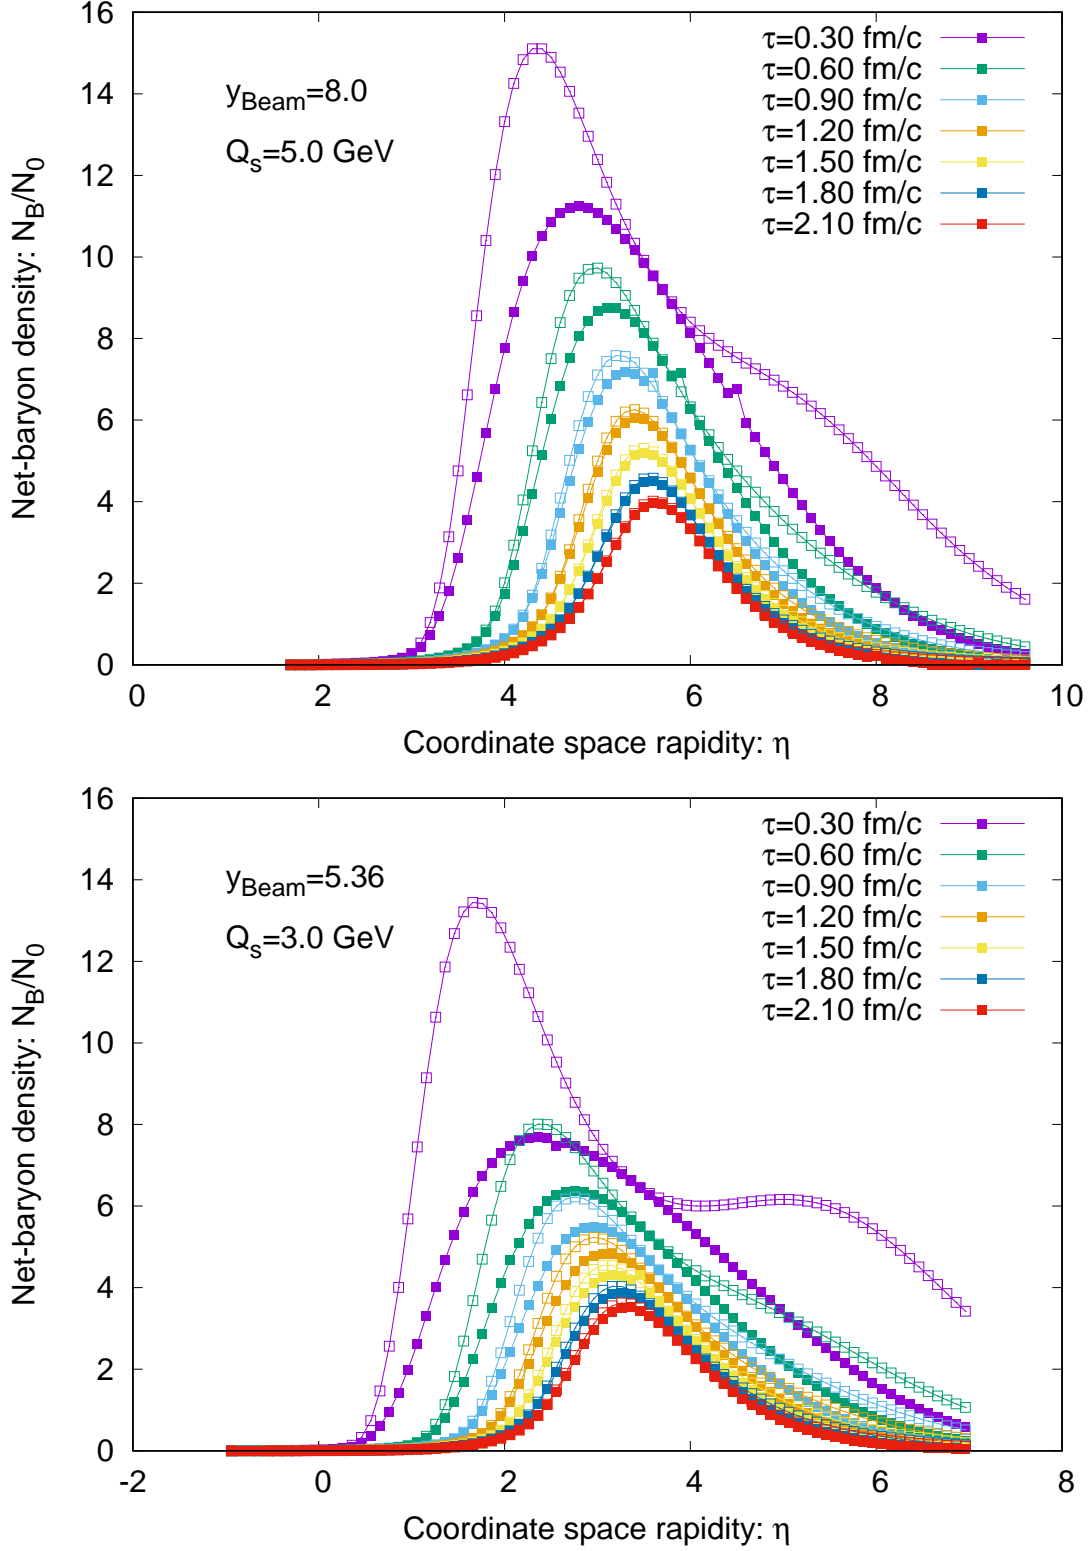 16
14
12
10
8
6
4
2
0
0 2 4 6 8 10
Net-baryon density: N_B/N_0
Coordinate space rapidity: η
y_Beam=8.0
Q_s=5.0 GeV
τ=0.30 fm/c
τ=0.60 fm/c
τ=0.90 fm/c
τ=1.20 fm/c
τ=1.50 fm/c
τ=1.80 fm/c
τ=2.10 fm/c
16
14
12
10
8
6
4
2
0
-2 0 2 4 6 8
Net-baryon density: N_B/N_0
Coordinate space rapidity: η
y_Beam=5.36
Q_s=3.0 GeV
τ=0.30 fm/c
τ=0.60 fm/c
τ=0.90 fm/c
τ=1.20 fm/c
τ=1.50 fm/c
τ=1.80 fm/c
τ=2.10 fm/c